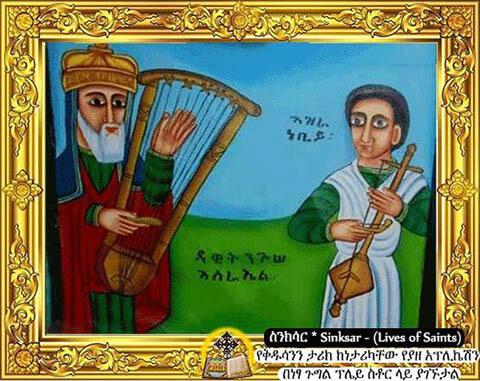 እዝራ
ነቢይ፡
ዳዊት ንጉሠ
እስራኤል
ስንክሳር * Sinksar - (Lives of Saints)
የቅዱሳንን ታሪክ ከነታሪካቸው የያዘ አፕሊኬሽን
በነፃ ጉግል ፕሌይ ስቶር ላይ ያገኙታል